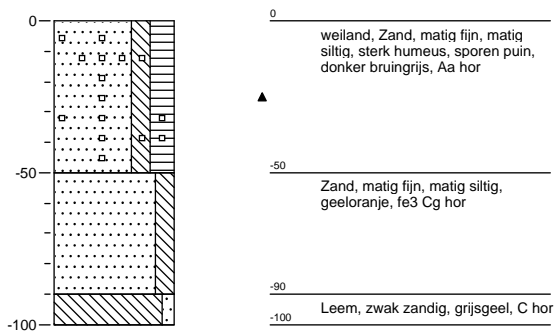 0
0
weiland, Zand, matig fijn, matig
siltig, sterk humeus, sporen puin,
donker bruingrijs, Aa hor
-50
-50
Zand, matig fijn, matig siltig,
geeloranje, fe3 Cg hor
-90
Leem, zwak zandig, grijsgeel, C hor
-100
-100